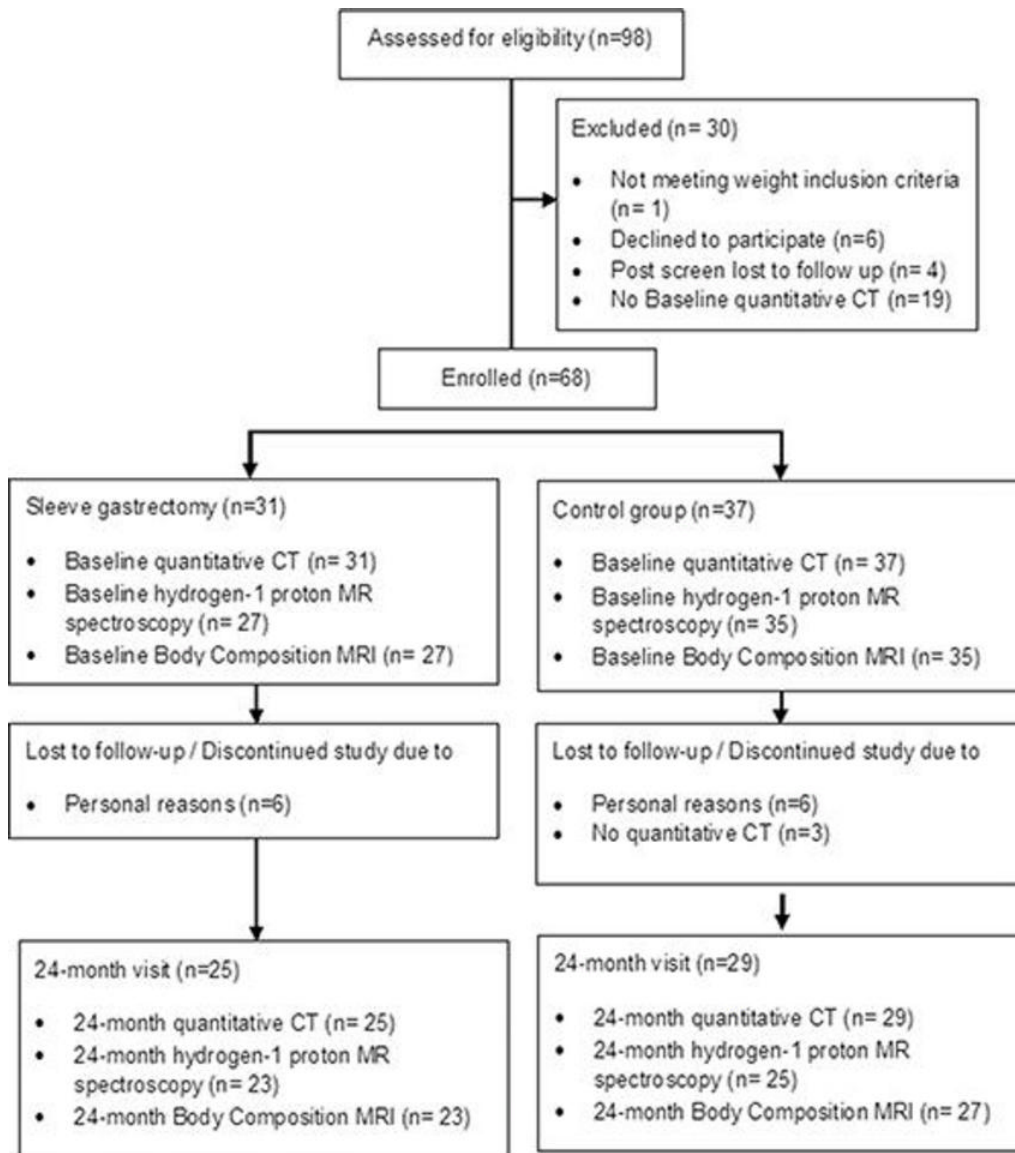 Assessed for eligibility (n=98)
Excluded (n= 30)
• Not meeting weight inclusion criteria
(n= 1)
• Declined to participate (n=6)
• Post screen lost to follow up (n= 4)
• No Baseline quantitative CT (n=19)
Enrolled (n=68)
Sleeve gastrectomy (n=31)
• Baseline quantitative CT (n= 31)
• Baseline hydrogen-1 proton MR
spectroscopy (n= 27)
• Baseline Body Composition MRI (n= 27)
Control group (n=37)
• Baseline quantitative CT (n= 37)
• Baseline hydrogen-1 proton MR
spectroscopy (n= 35)
• Baseline Body Composition MRI (n= 35)
Lost to follow-up / Discontinued study due to
• Personal reasons (n=6)
Lost to follow-up / Discontinued study due to
• Personal reasons (n=6)
• No quantitative CT (n=3)
24-month visit (n=25)
• 24-month quantitative CT (n= 25)
• 24-month hydrogen-1 proton MR
spectroscopy (n= 23)
• 24-month Body Composition MRI (n= 23)
24-month visit (n=29)
• 24-month quantitative CT (n= 29)
• 24-month hydrogen-1 proton MR
spectroscopy (n= 25)
• 24-month Body Composition MRI (n= 27)